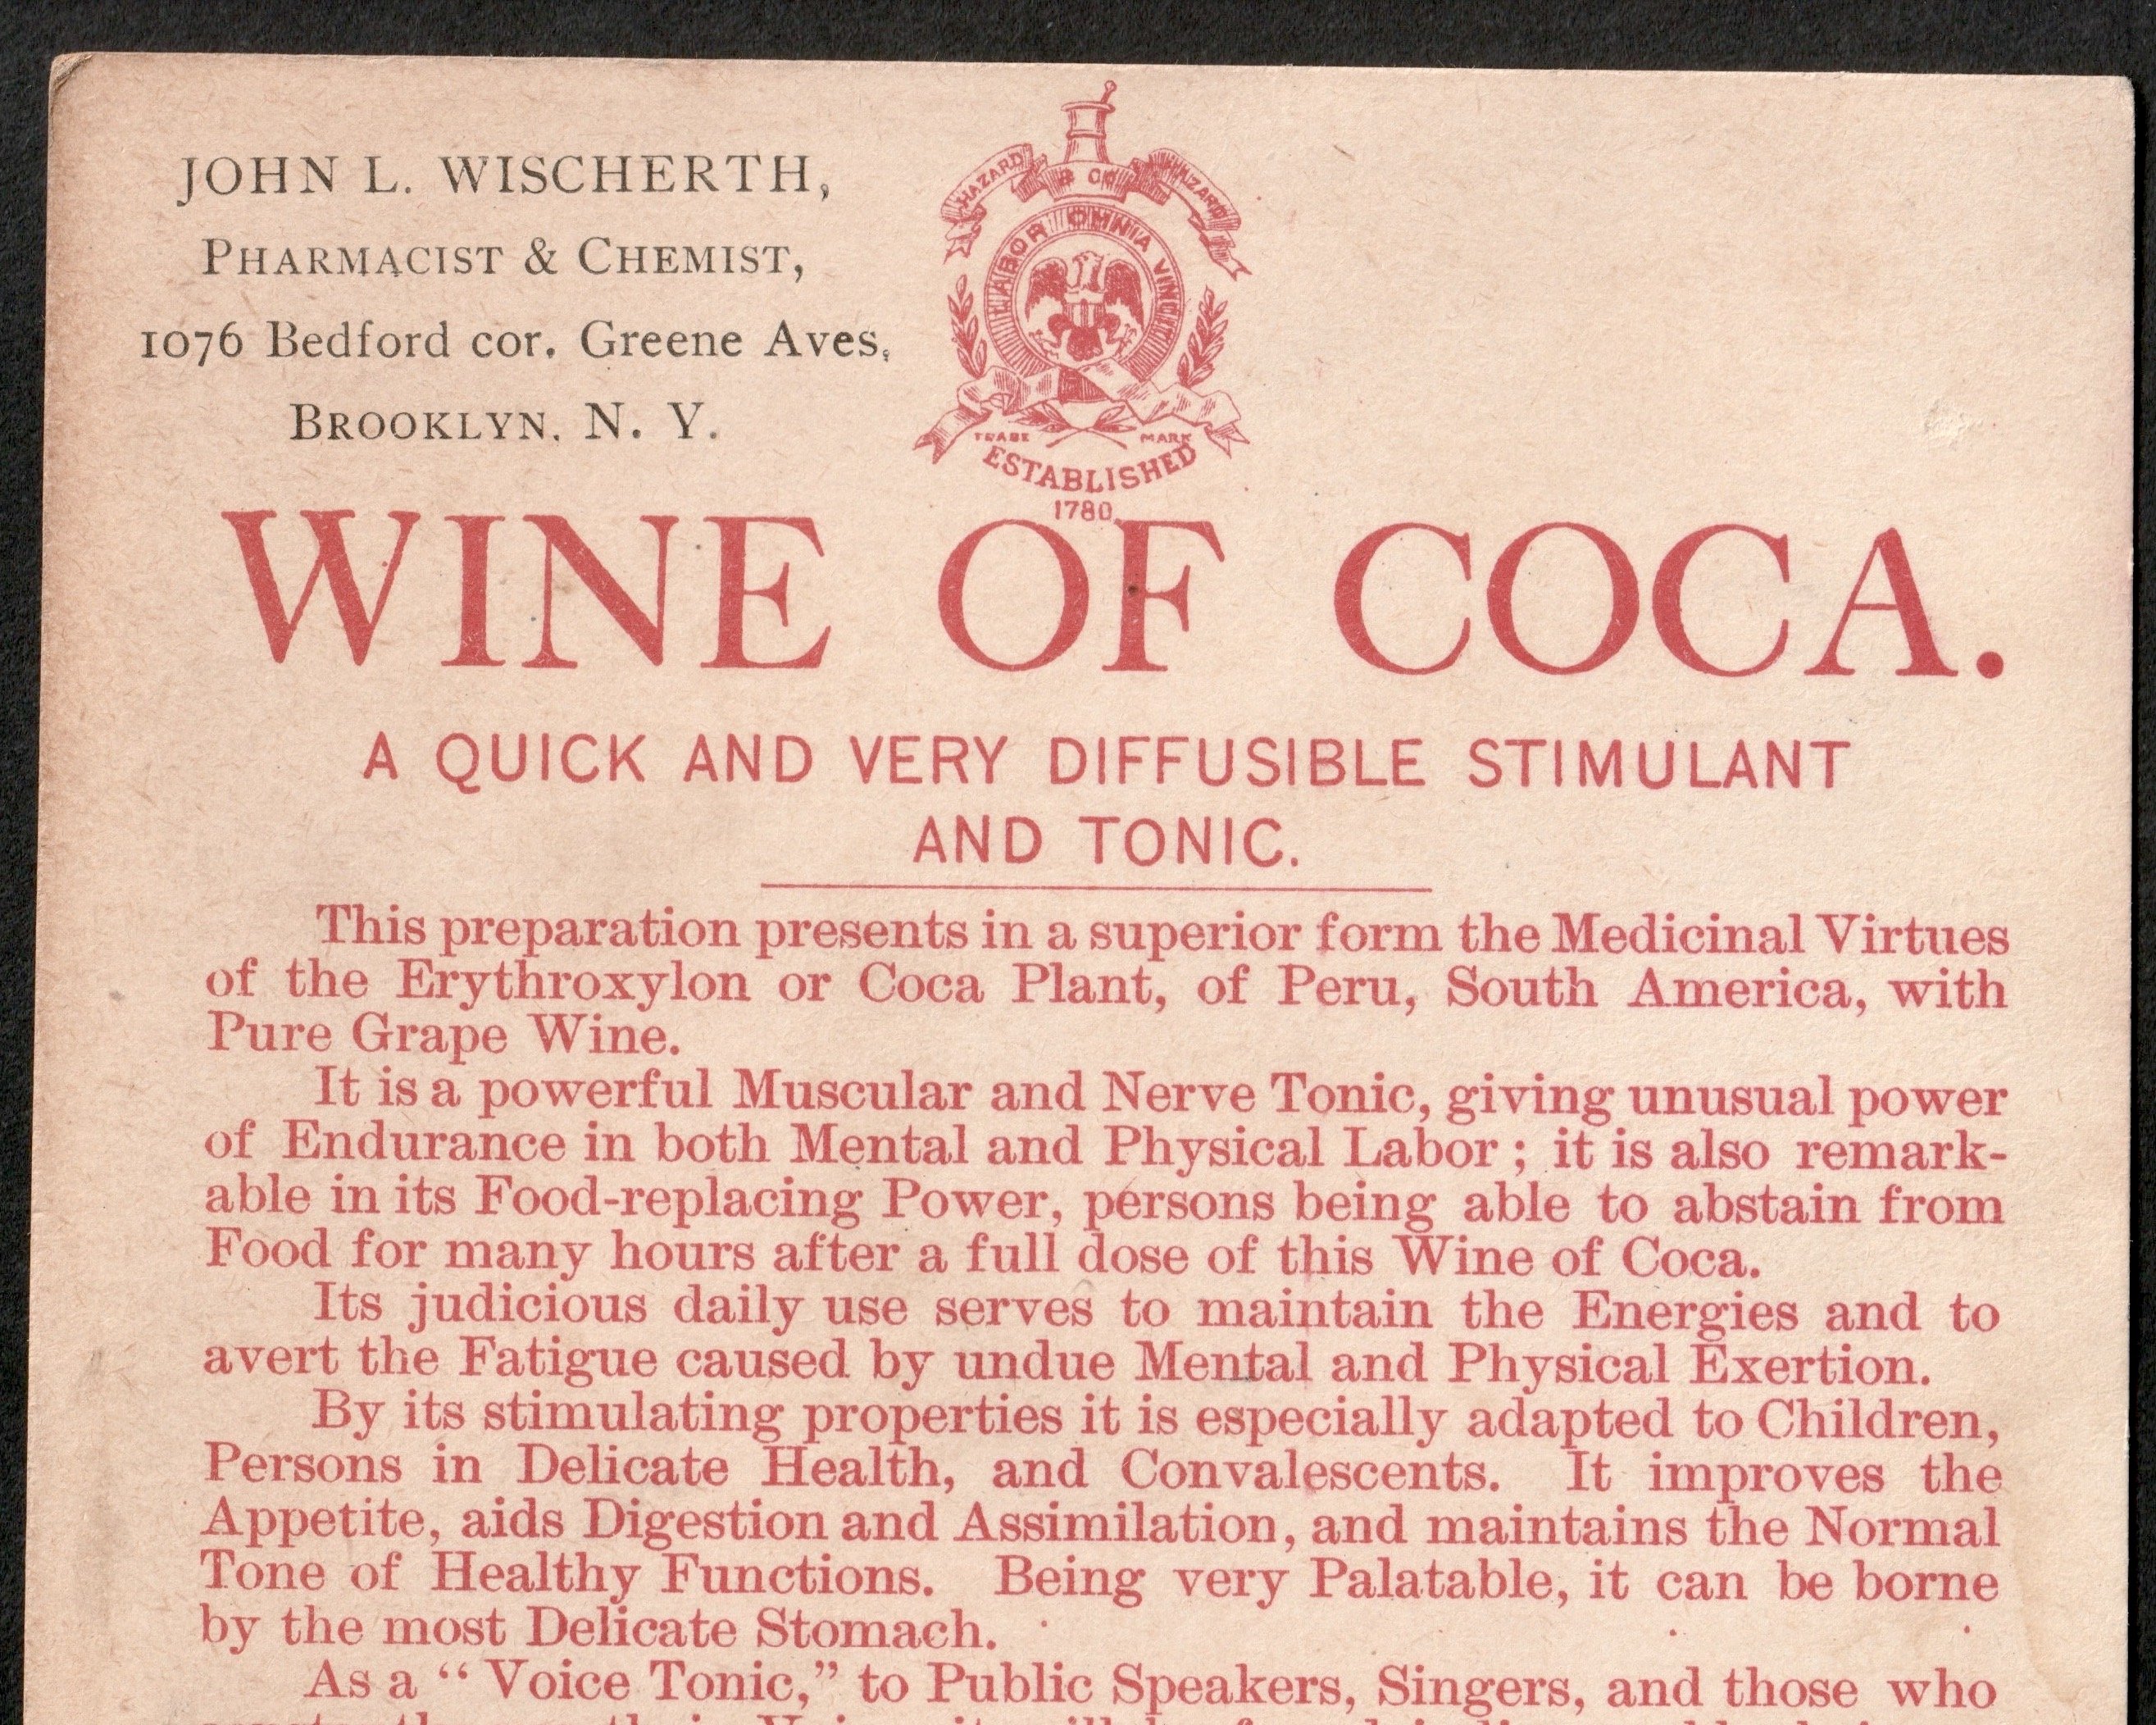 JOHN L. WISCHERTH,
PHARMACIST & CHEMIST,
1076 Bedford cor. Greene Aves,
BROOKLYN. N. Y.
HAZARD
& CO
HAZARD
LABOR OMNIA VINCIT
TRADE MARK
ESTABLISHED
1780.
WINE OF COCA.
A QUICK AND VERY DIFFUSIBLE STIMULANT
AND TONIC.
This preparation presents in a superior form the Medicinal Virtues
of the Erythroxylon or Coca Plant, of Peru, South America, with
Pure Grape Wine.
It is a powerful Muscular and Nerve Tonic, giving unusual power
of Endurance in both Mental and Physical Labor; it is also remark-
able in its Food-replacing Power, persons being able to abstain from
Food for many hours after a full dose of this Wine of Coca.
Its judicious daily use serves to maintain the Energies and to
avert the Fatigue caused by undue Mental and Physical Exertion.
By its stimulating properties it is especially adapted to Children,
Persons in Delicate Health, and Convalescents. It improves the
Appetite, aids Digestion and Assimilation, and maintains the Normal
Tone of Healthy Functions. Being very Palatable, it can be borne
by the most Delicate Stomach.
As a “Voice Tonic,” to Public Speakers, Singers, and those who